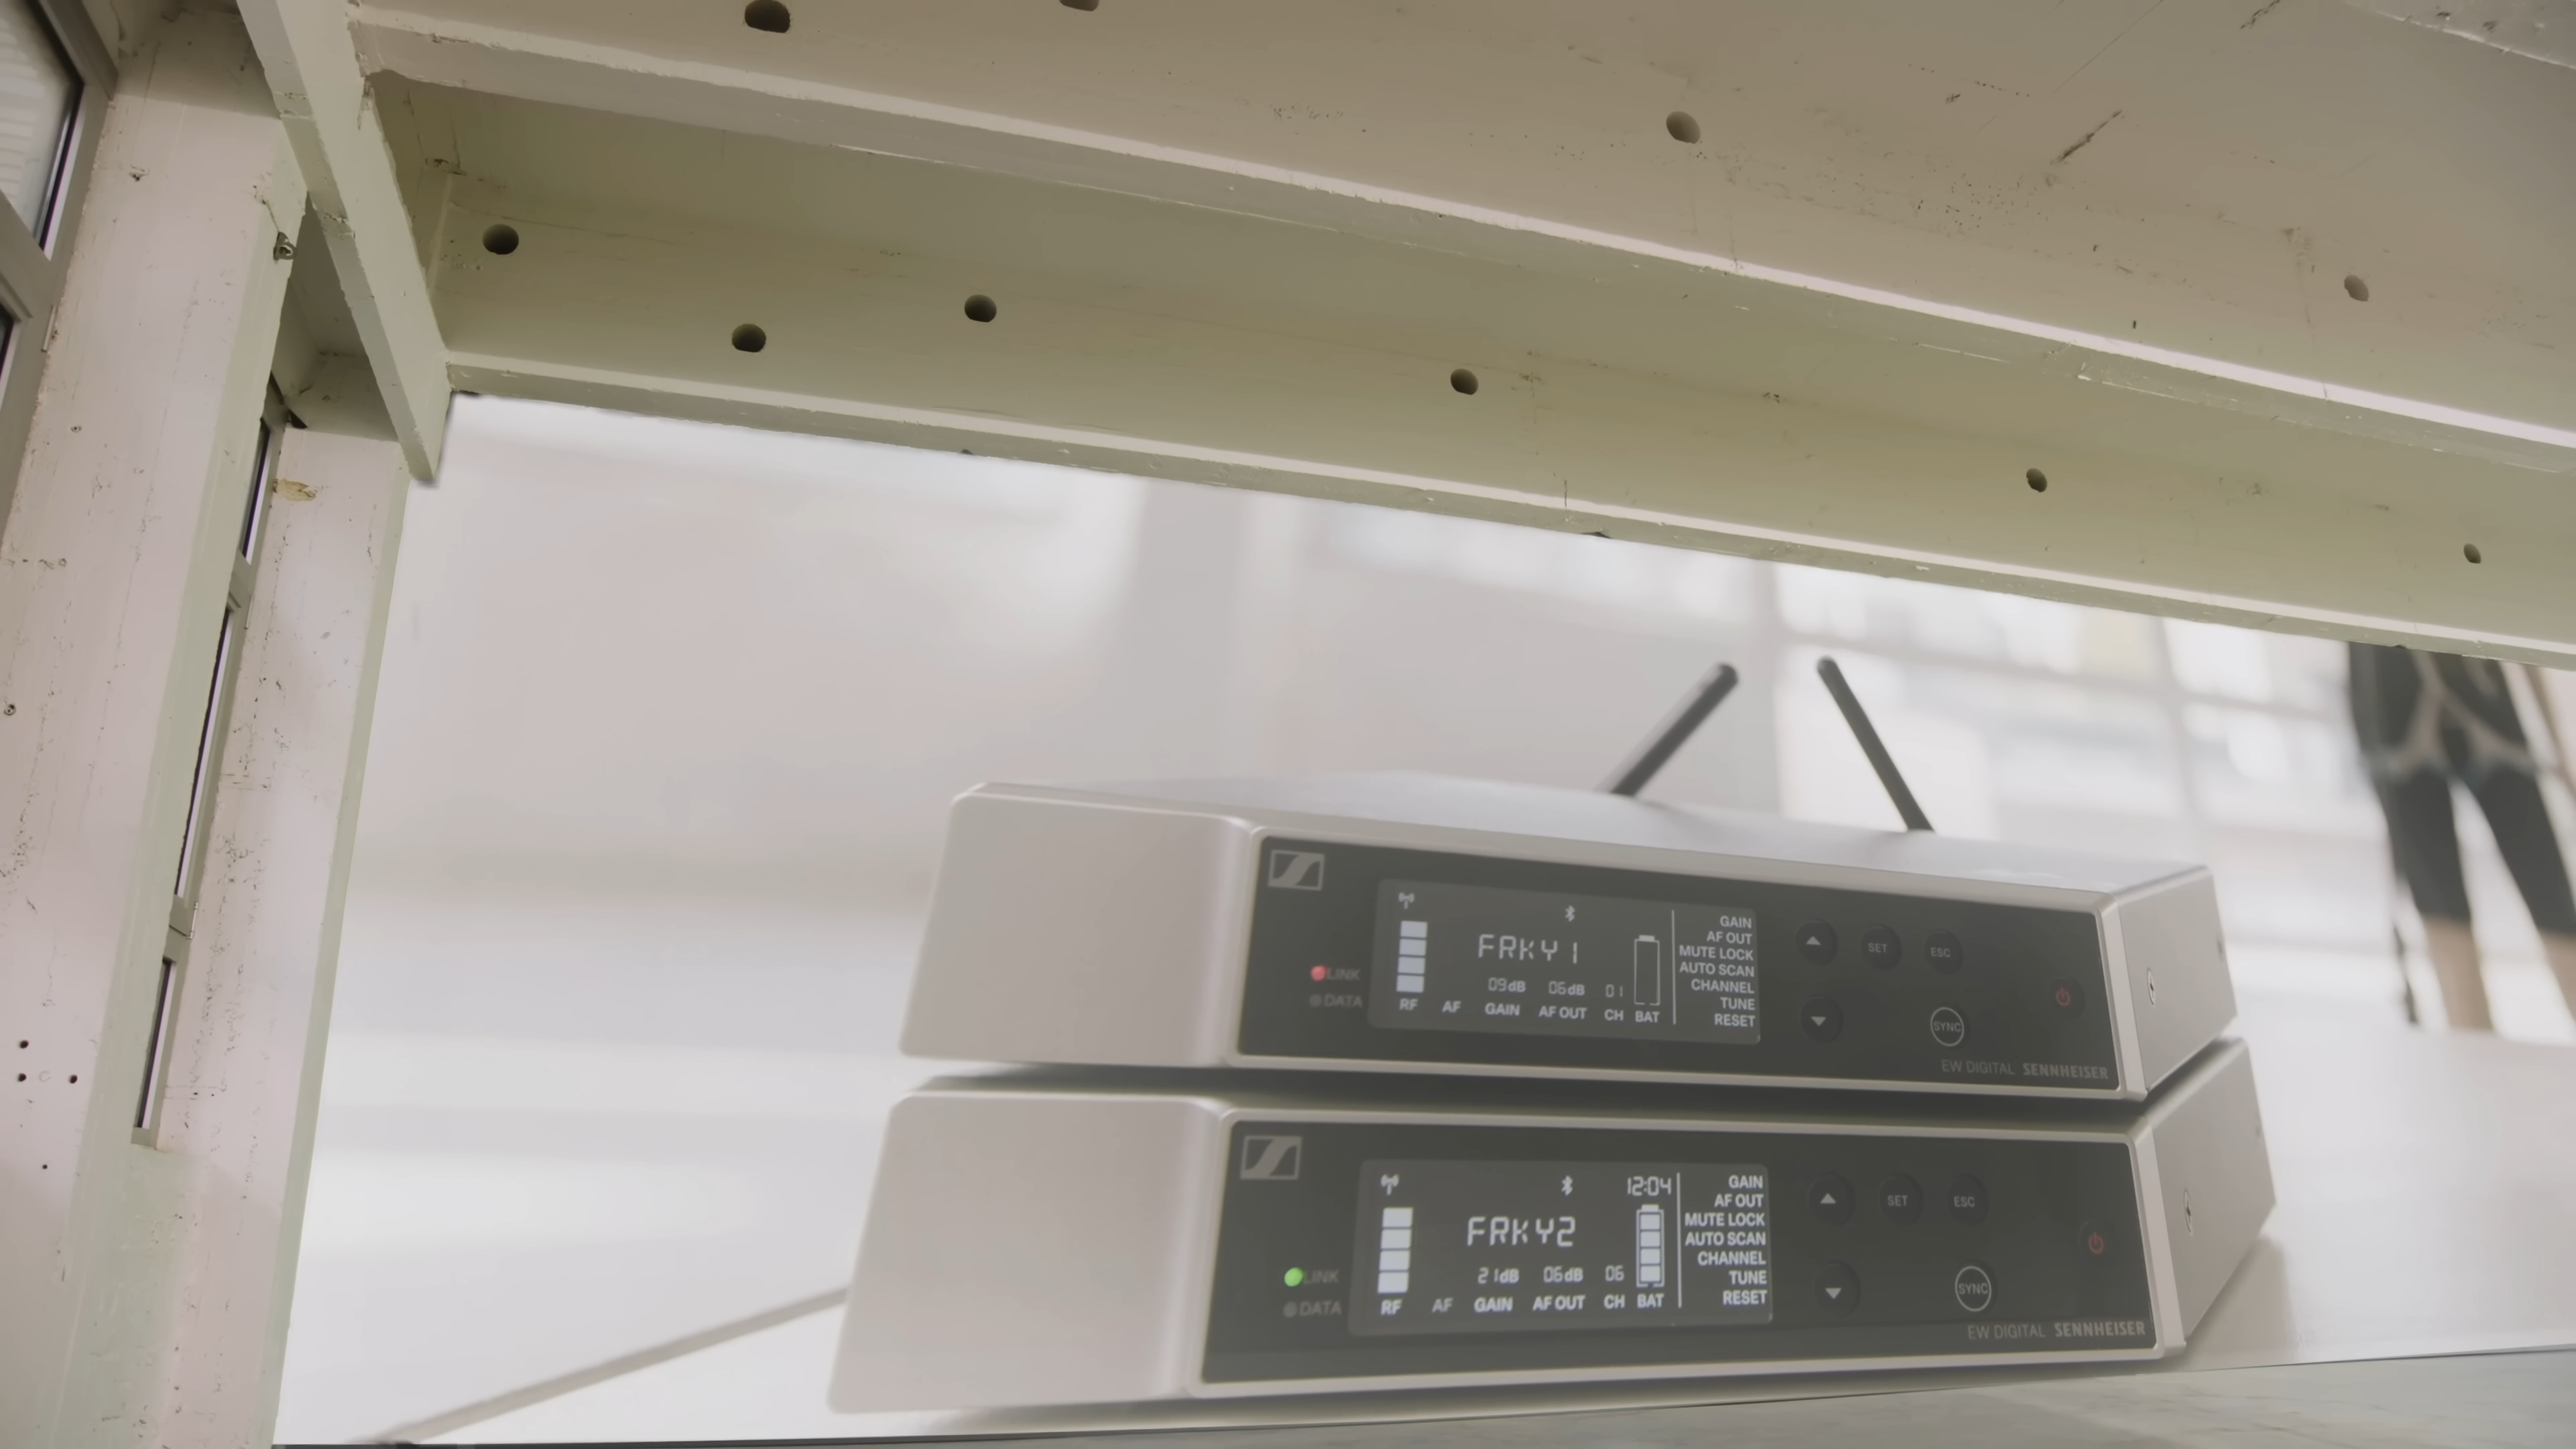 FRKY1
LINK
DATA
09dB 06dB 01
RF AF GAIN AF OUT CH BAT
GAIN
AF OUT
MUTE LOCK
AUTO SCAN
CHANNEL
TUNE
RESET
SET ESC
SYNC
EW DIGITAL SENNHEISER
12:04
FRKY2
LINK
DATA
21dB 06dB 06
RF AF GAIN AF OUT CH BAT
GAIN
AF OUT
MUTE LOCK
AUTO SCAN
CHANNEL
TUNE
RESET
SET ESC
SYNC
EW DIGITAL SENNHEISER